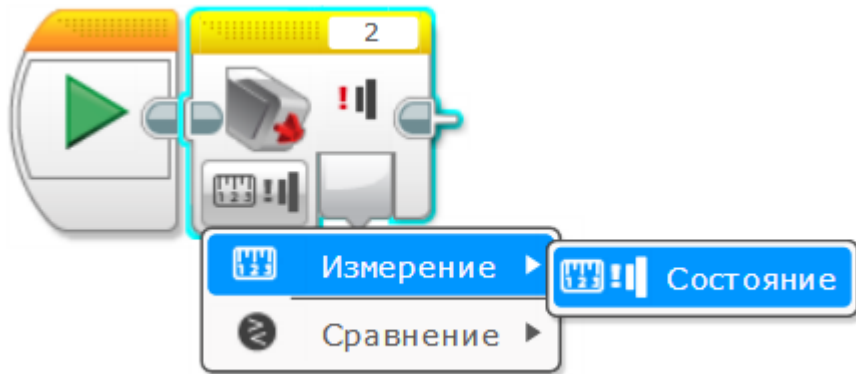 2
Измерение
Состояние
Сравнение